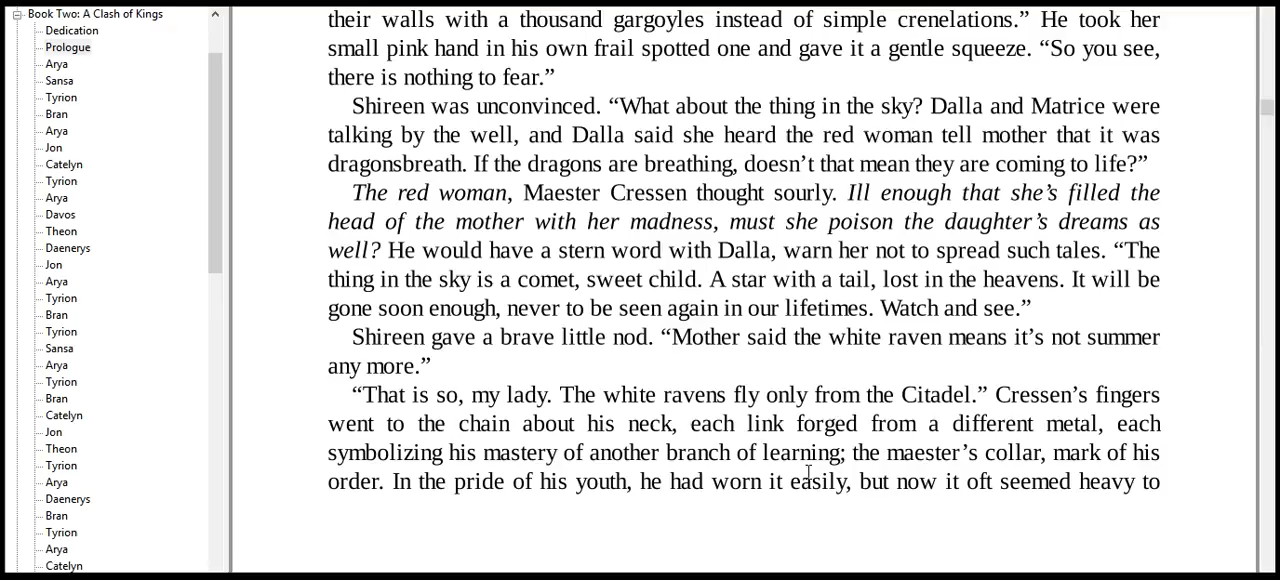 Book Two: A Clash of Kings
Dedication
Prologue
Arya
Sansa
Tyrion
Bran
Arya
Jon
Catelyn
Tyrion
Arya
Davos
Theon
Daenerys
Jon
Arya
Tyrion
Bran
Tyrion
Sansa
Arya
Tyrion
Bran
Catelyn
Jon
Theon
Tyrion
Arya
Daenerys
Bran
Tyrion
Arya
Catelyn
their walls with a thousand gargoyles instead of simple crenelations.” He took her
small pink hand in his own frail spotted one and gave it a gentle squeeze. “So you see,
there is nothing to fear.”
Shireen was unconvinced. “What about the thing in the sky? Dalla and Matrice were
talking by the well, and Dalla said she heard the red woman tell mother that it was
dragonsbreath. If the dragons are breathing, doesn’t that mean they are coming to life?”
The red woman, Maester Cressen thought sourly. Ill enough that she’s filled the
head of the mother with her madness, must she poison the daughter’s dreams as
well? He would have a stern word with Dalla, warn her not to spread such tales. “The
thing in the sky is a comet, sweet child. A star with a tail, lost in the heavens. It will be
gone soon enough, never to be seen again in our lifetimes. Watch and see.”
Shireen gave a brave little nod. “Mother said the white raven means it’s not summer
any more.”
“That is so, my lady. The white ravens fly only from the Citadel.” Cressen’s fingers
went to the chain about his neck, each link forged from a different metal, each
symbolizing his mastery of another branch of learning; the maester’s collar, mark of his
order. In the pride of his youth, he had worn it easily, but now it oft seemed heavy to